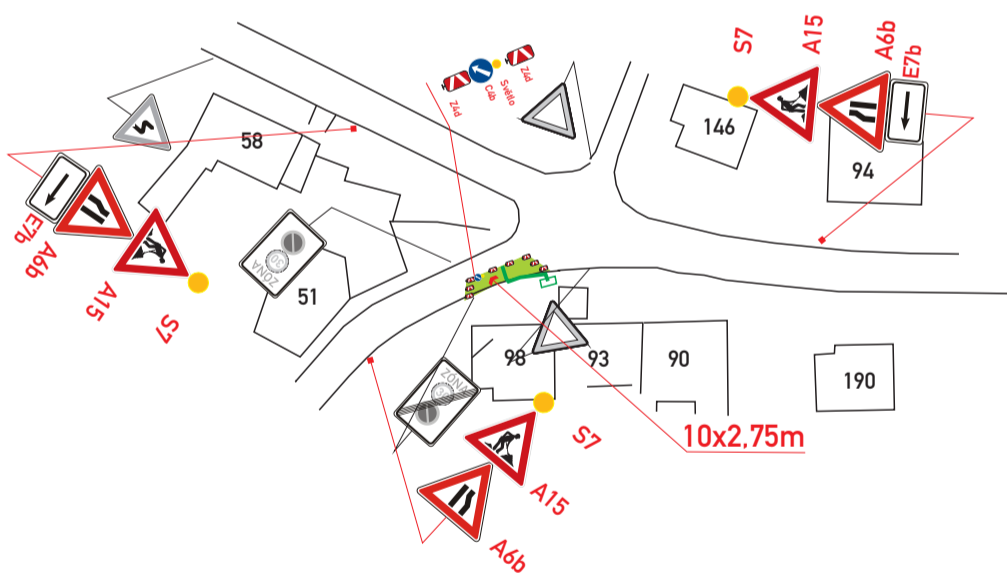 S7
A15
A6b
E7b
Z4d
C4b
Světlo
Z4d
58
146
94
E7b
A6b
A15
S7
ZÓNA
30
51
98
93
90
190
ZÓNA
30
S7
10x2,75m
A15
A6b